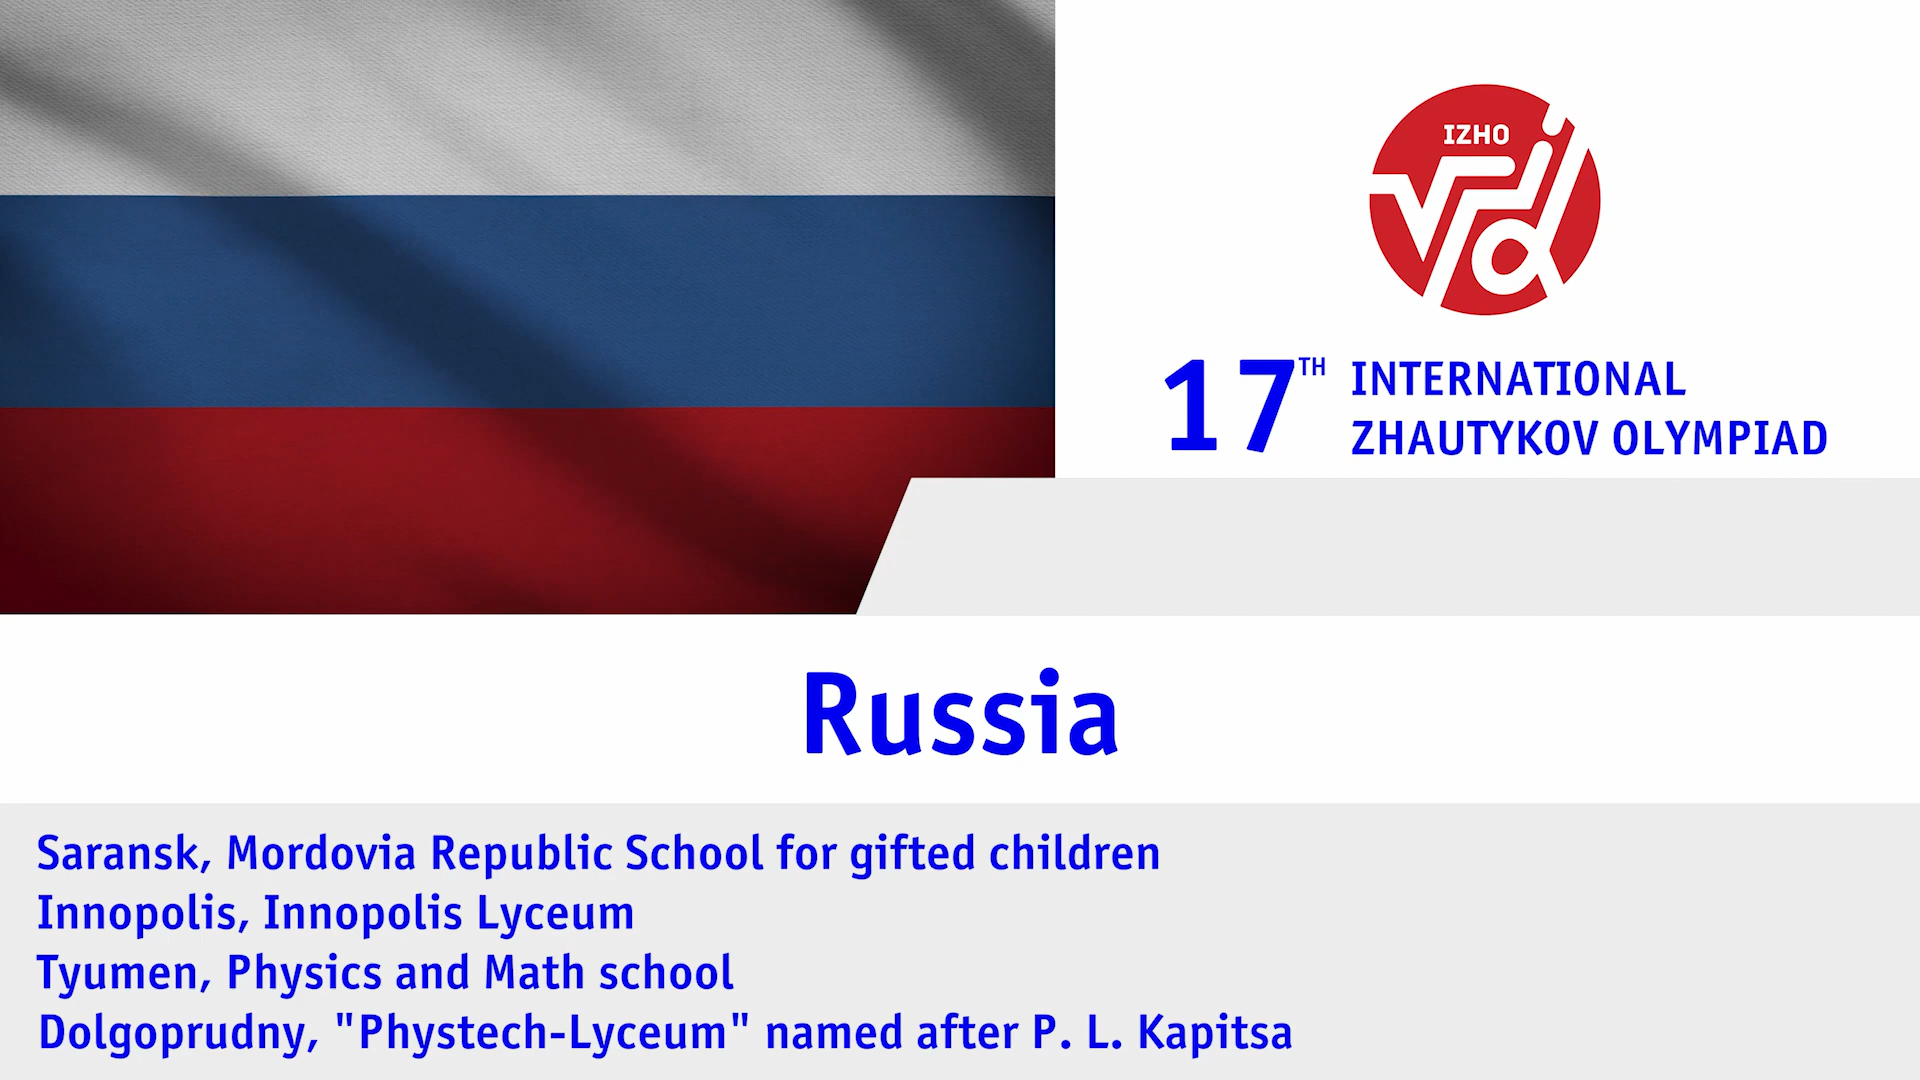 IZHO
17TH INTERNATIONAL
ZHAUTYKOV OLYMPIAD
Russia
Saransk, Mordovia Republic School for gifted children
Innopolis, Innopolis Lyceum
Tyumen, Physics and Math school
Dolgoprudny, "Phystech-Lyceum" named after P. L. Kapitsa